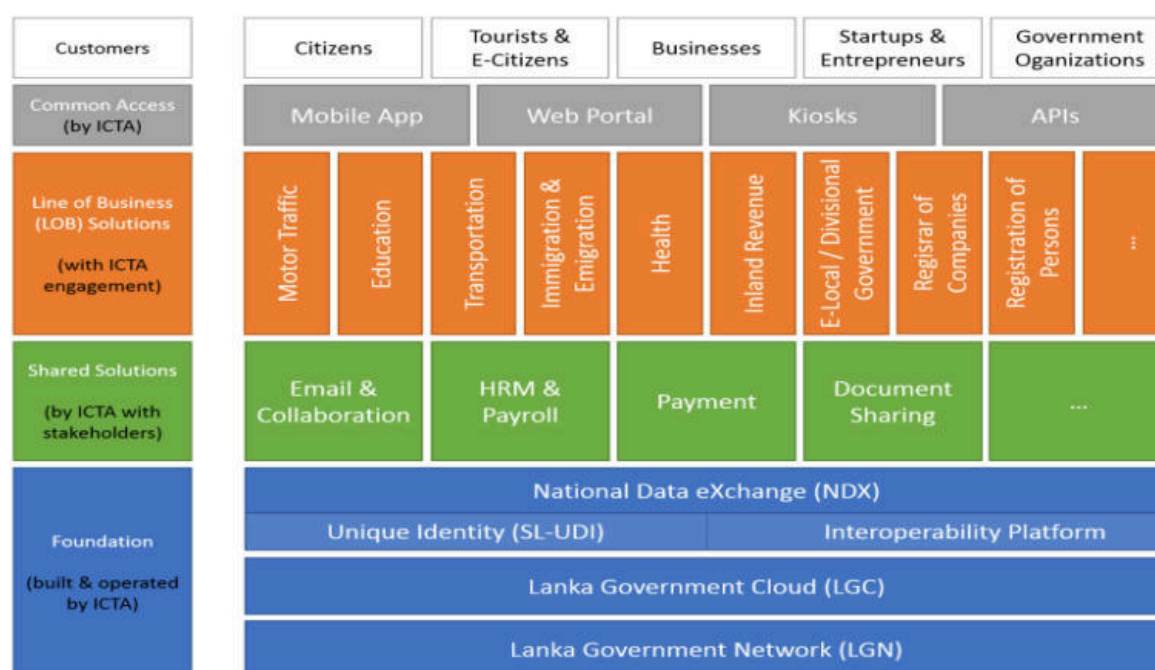 Customers
Citizens
Tourists &
E-Citizens
Businesses
Startups &
Entrepreneurs
Government
Oganizations
Common Access
(by ICTA)
Mobile App
Web Portal
Kiosks
APIs
Line of Business
(LOB) Solutions
(with ICTA
engagement)
Motor Traffic
Education
Transportation
Immigration &
Emigration
Health
Inland Revenue
E-Local / Divisional
Government
Regisrar of
Companies
Registration of
Persons
...
Shared Solutions
(by ICTA with
stakeholders)
Email &
Collaboration
HRM &
Payroll
Payment
Document
Sharing
...
Foundation
(built & operated
by ICTA)
National Data eXchange (NDX)
Unique Identity (SL-UDI)
Interoperability Platform
Lanka Government Cloud (LGC)
Lanka Government Network (LGN)